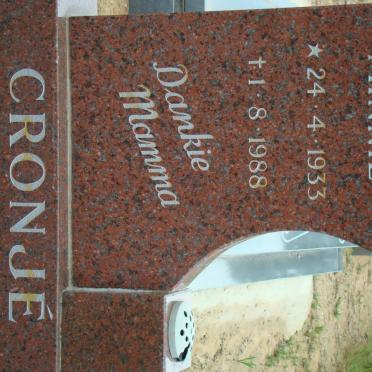 ★ 24 · 4 · 1933
† 1 · 8 · 1988
Dankie
Mamma
CRONJÉ